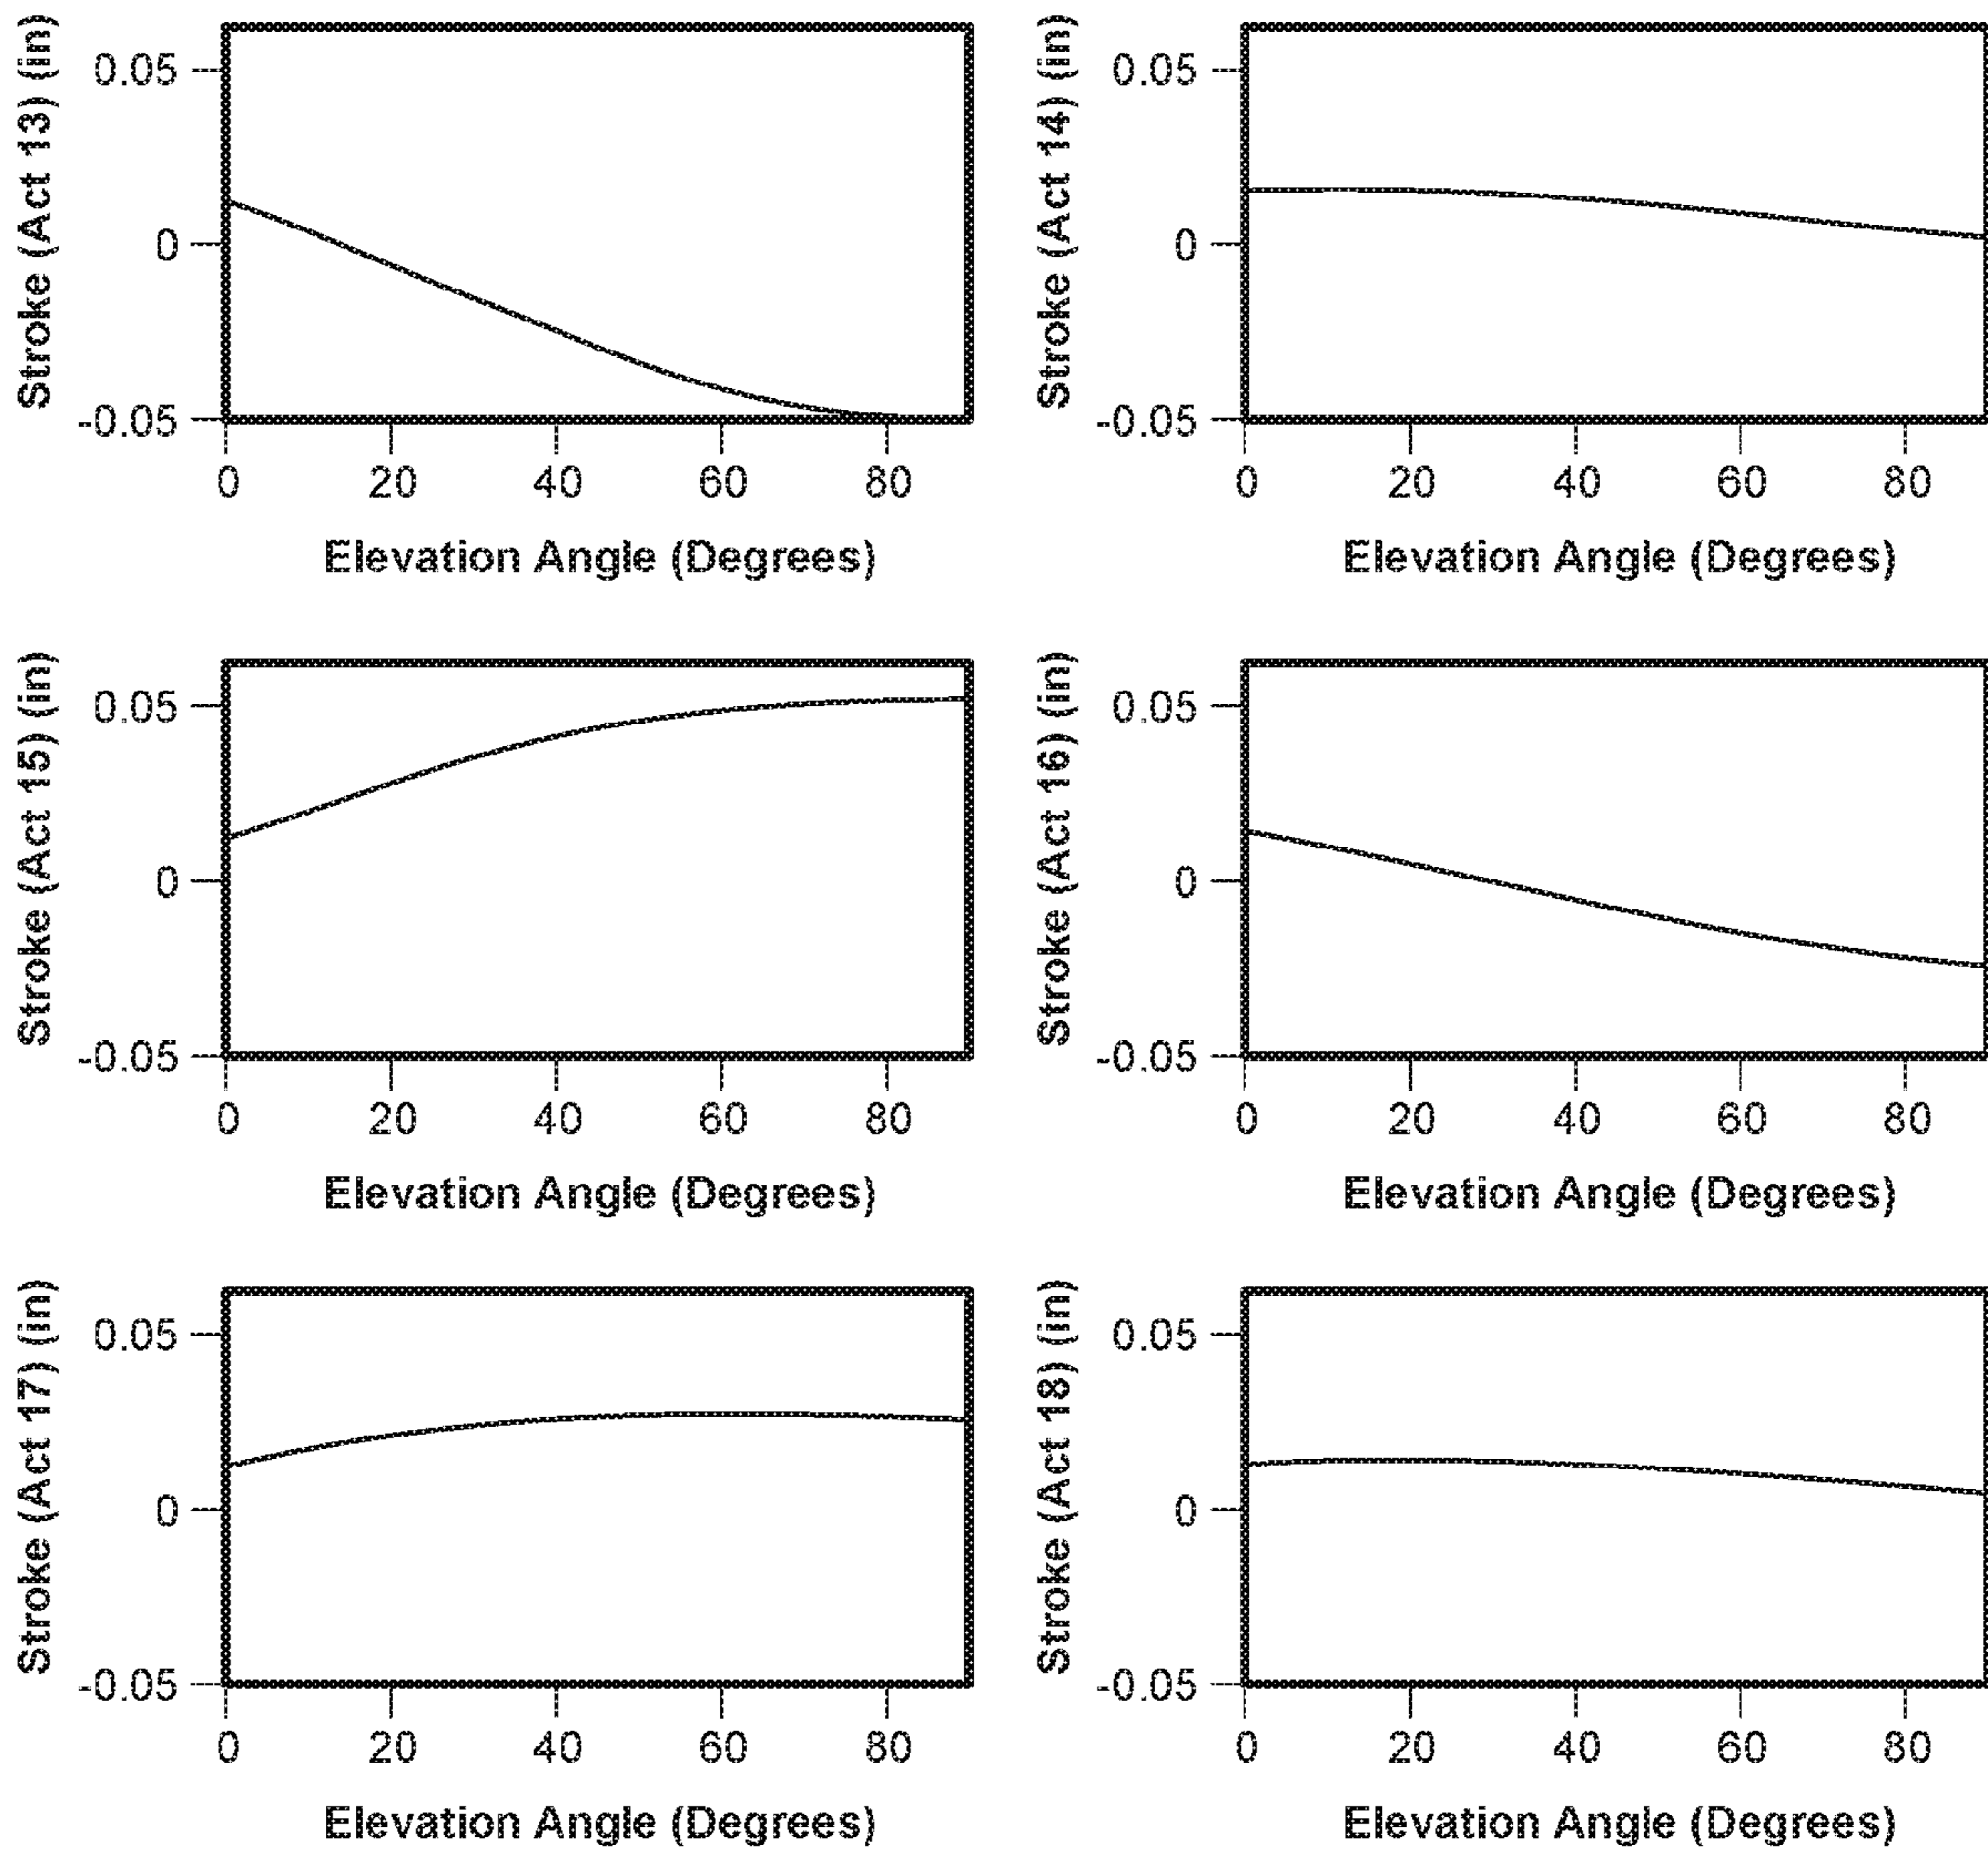 Stroke (Act 13) (in)
0.05
0
-0.05
0 20 40 60 80
Elevation Angle (Degrees)
Stroke (Act 14) (in)
0.05
0
-0.05
0 20 40 60 80
Elevation Angle (Degrees)
Stroke (Act 15) (in)
0.05
0
-0.05
0 20 40 60 80
Elevation Angle (Degrees)
Stroke (Act 16) (in)
0.05
0
-0.05
0 20 40 60 80
Elevation Angle (Degrees)
Stroke (Act 17) (in)
0.05
0
-0.05
0 20 40 60 80
Elevation Angle (Degrees)
Stroke (Act 18) (in)
0.05
0
-0.05
0 20 40 60 80
Elevation Angle (Degrees)